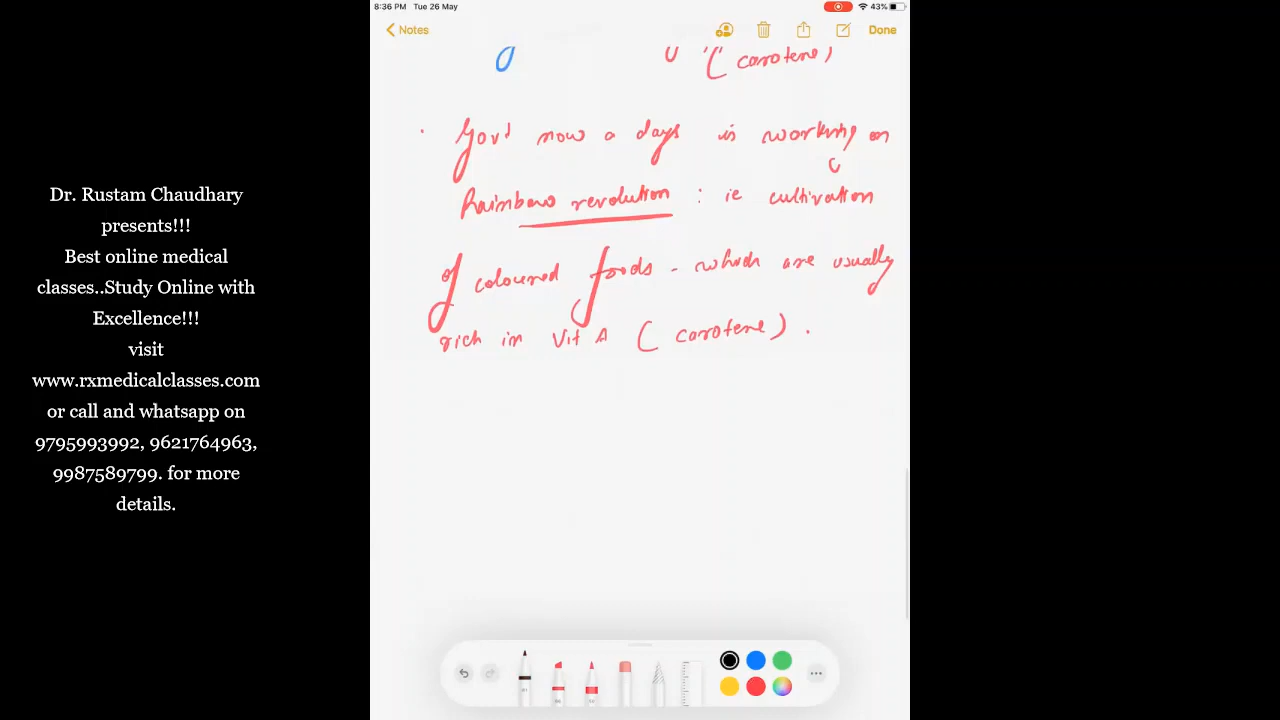 8:36 PM Tue 26 May
43%
Notes
Done
(carotene)
Dr. Rustam Chaudhary
presents!!!
Best online medical
classes..Study Online with
Excellence!!!
visit
www.rxmedicalclasses.com
or call and whatsapp on
9795993992, 9621764963,
9987589799. for more
details.
· Gov't now a days is working on
Rainbow revolution : ie cultivation
of coloured foods - which are usually
rich in Vit A (carotene).